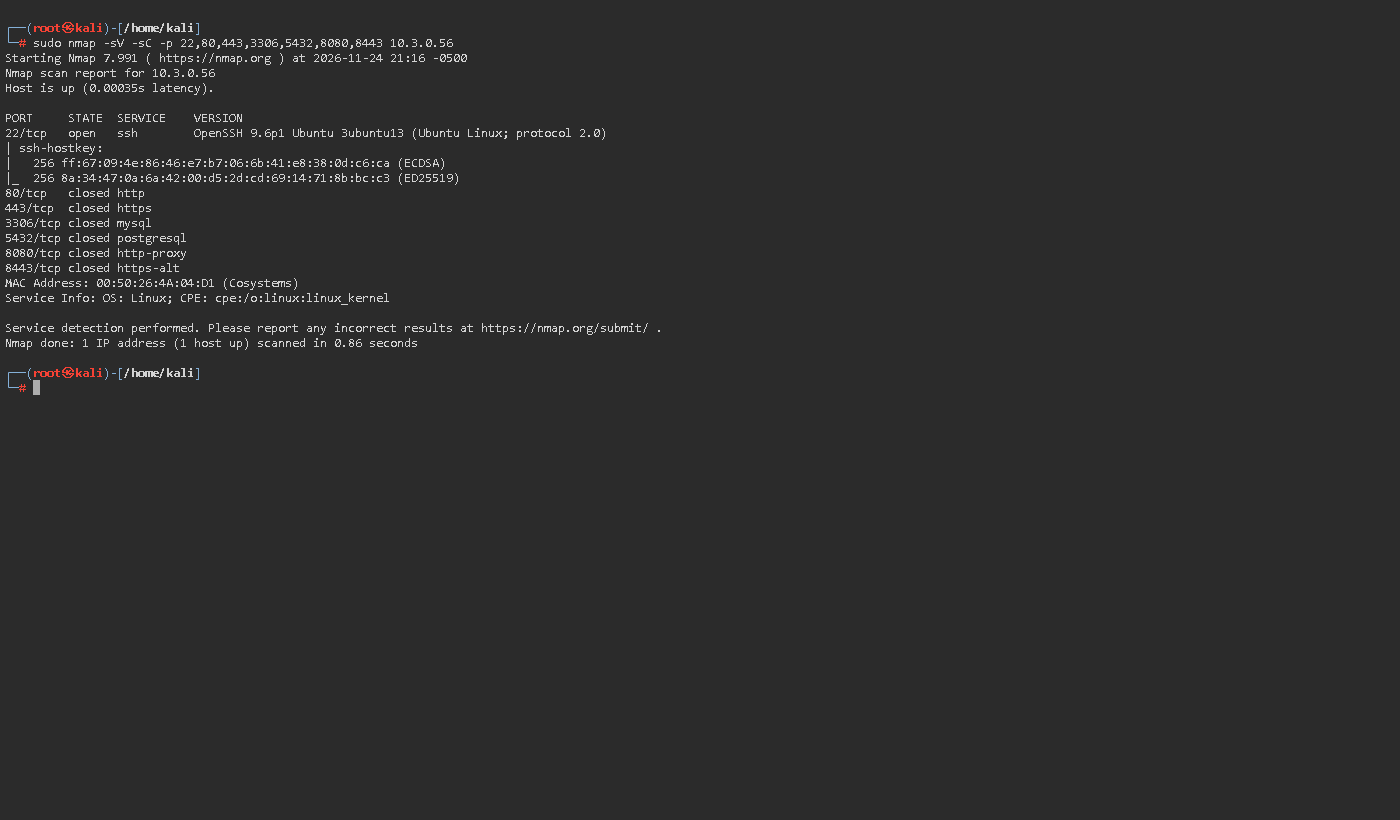 ┌──(root㉿kali)-[/home/kali]
└─# sudo nmap -sV -sC -p 22,80,443,3306,5432,8080,8443 10.3.0.56
Starting Nmap 7.991 ( https://nmap.org ) at 2026-11-24 21:16 -0500
Nmap scan report for 10.3.0.56
Host is up (0.00035s latency).

PORT     STATE  SERVICE    VERSION
22/tcp   open   ssh        OpenSSH 9.6p1 Ubuntu 3ubuntu13 (Ubuntu Linux; protocol 2.0)
| ssh-hostkey:
|   256 ff:67:09:4e:86:46:e7:b7:06:6b:41:e8:38:0d:c6:ca (ECDSA)
|_  256 8a:34:47:0a:6a:42:00:d5:2d:cd:69:14:71:8b:bc:c3 (ED25519)
80/tcp   closed http
443/tcp  closed https
3306/tcp closed mysql
5432/tcp closed postgresql
8080/tcp closed http-proxy
8443/tcp closed https-alt
MAC Address: 00:50:26:4A:04:D1 (Cosystems)
Service Info: OS: Linux; CPE: cpe:/o:linux:linux_kernel

Service detection performed. Please report any incorrect results at https://nmap.org/submit/ .
Nmap done: 1 IP address (1 host up) scanned in 0.86 seconds

┌──(root㉿kali)-[/home/kali]
└─#